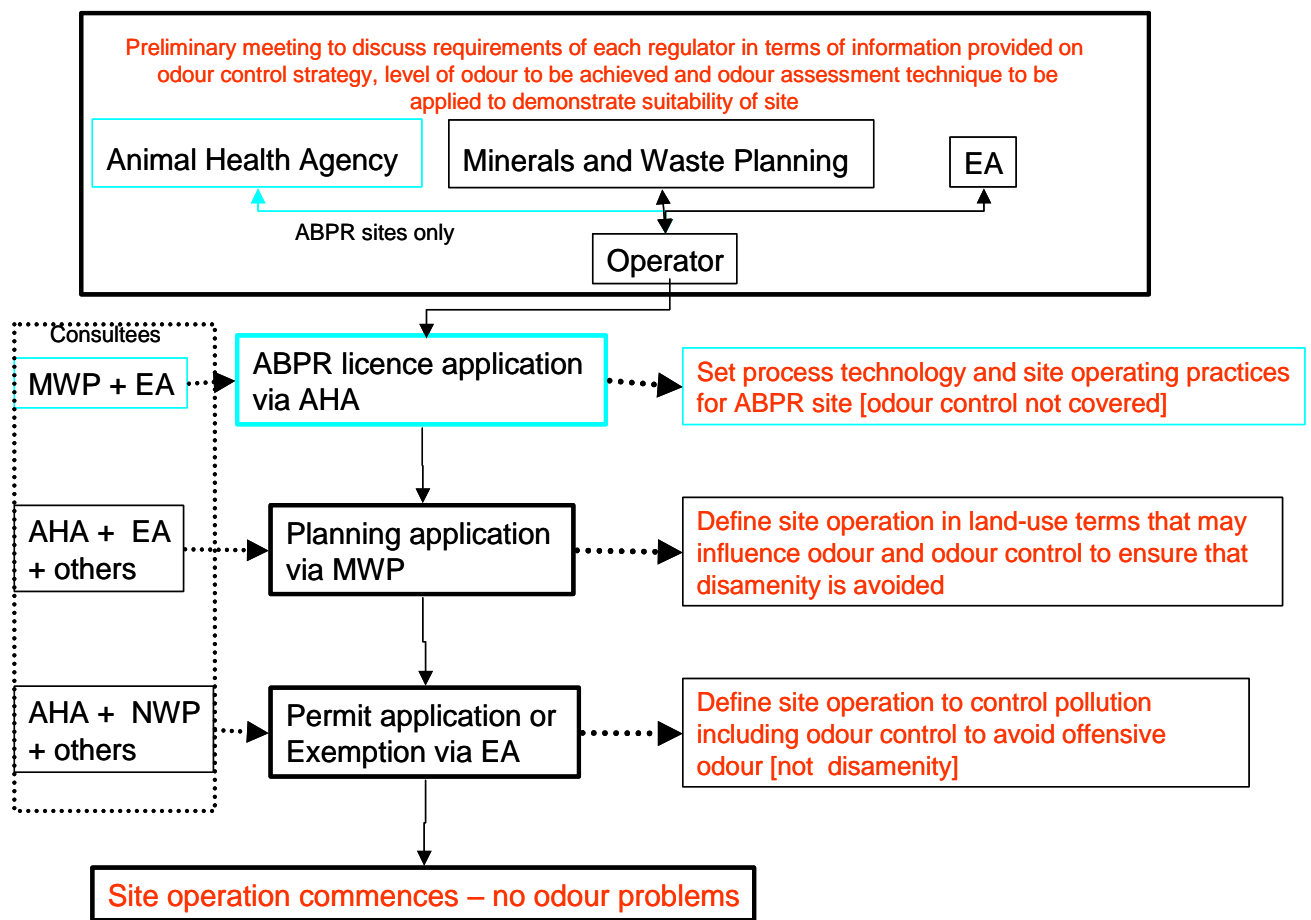 Preliminary meeting to discuss requirements of each regulator in terms of information provided on
odour control strategy, level of odour to be achieved and odour assessment technique to be
applied to demonstrate suitability of site
Animal Health Agency
Minerals and Waste Planning
EA
ABPR sites only
Operator
Consultees
MWP + EA
ABPR licence application
via AHA
Set process technology and site operating practices
for ABPR site [odour control not covered]
AHA + EA
+ others
Planning application
via MWP
Define site operation in land-use terms that may
influence odour and odour control to ensure that
disamenity is avoided
AHA + NWP
+ others
Permit application or
Exemption via EA
Define site operation to control pollution
including odour control to avoid offensive
odour [not disamenity]
Site operation commences – no odour problems